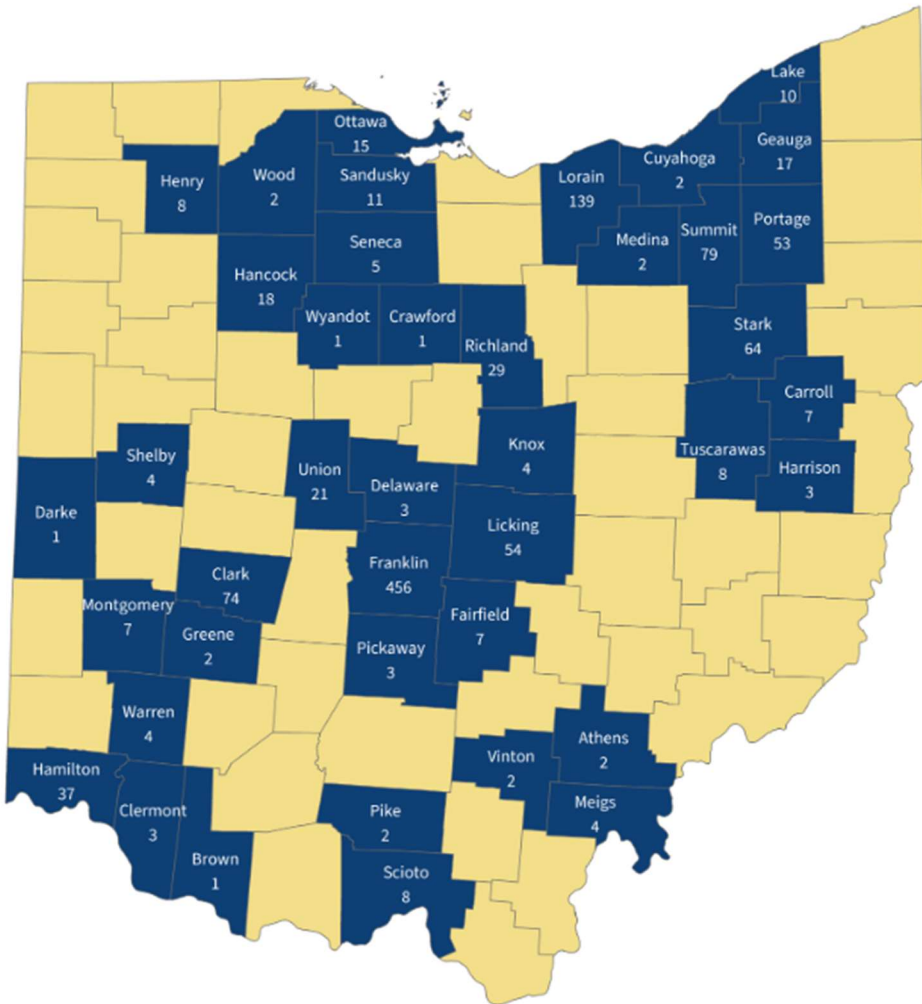 Lake
10
Ottawa
15
Geauga
17
Cuyahoga
2
Henry
8
Wood
2
Sandusky
11
Lorain
139
Portage
53
Summit
79
Medina
2
Seneca
5
Hancock
18
Wyandot
1
Crawford
1
Richland
29
Stark
64
Carroll
7
Knox
4
Tuscarawas
8
Harrison
3
Shelby
4
Union
21
Delaware
3
Darke
1
Licking
54
Franklin
456
Clark
74
Montgomery
7
Greene
2
Fairfield
7
Pickaway
3
Warren
4
Athens
2
Vinton
2
Hamilton
37
Meigs
4
Clermont
3
Pike
2
Brown
1
Scioto
8